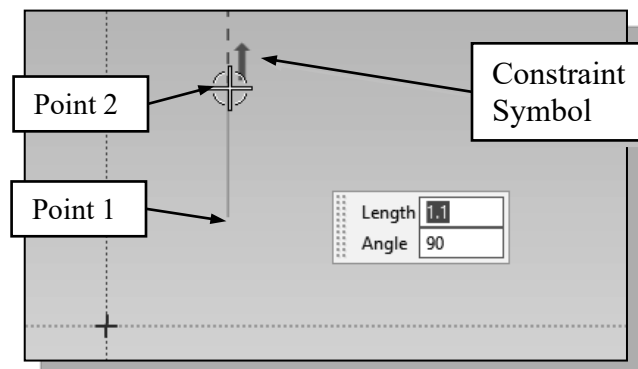 Constraint
Symbol
Point 2
Point 1
Length 1.1
Angle 90